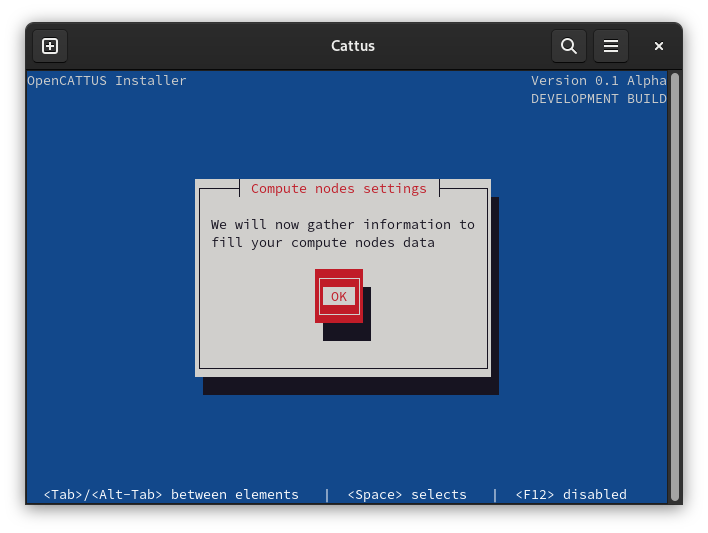 Cattus
OpenCATTUS Installer
Version 0.1 Alpha
DEVELOPMENT BUILD
Compute nodes settings
We will now gather information to
fill your compute nodes data
OK
<Tab>/<Alt-Tab> between elements | <Space> selects | <F12> disabled